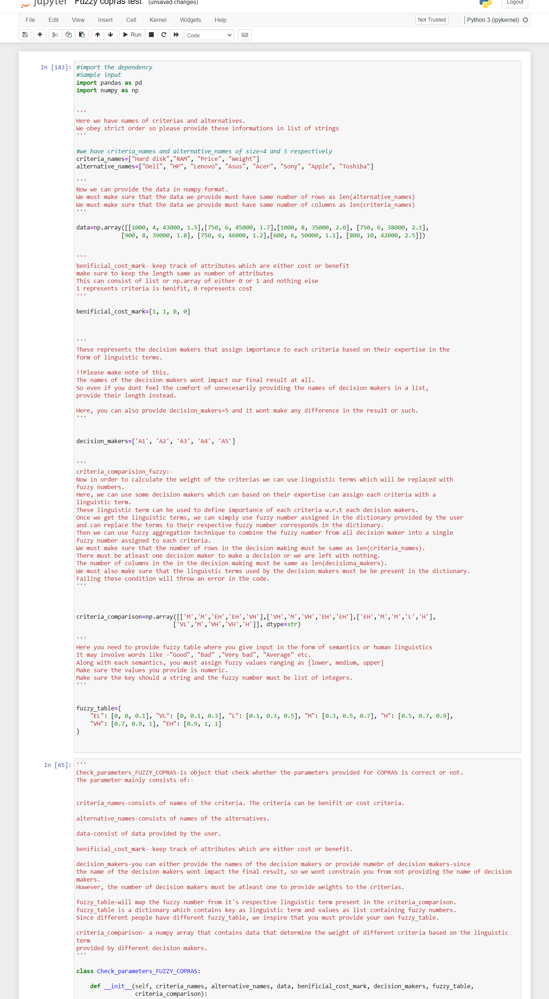 jupyter Fuzzy copras test (unsaved changes)
Logout
File Edit View Insert Cell Kernel Widgets Help
Not Trusted
Python 3 (ipykernel)
Run
Code
In [143]:
#import the dependency
#Sample input
import pandas as pd
import numpy as np
'''
Here we have names of criterias and alternatives.
We obey strict order so please provide these informations in list of strings
'''
#we have criteria_names and alternative_names of size=4 and 5 respectively
criteria_names=["Hard disk","RAM", "Price", "Weight"]
alternative_names=["Dell", "HP", "Lenovo", "Asus", "Acer", "Sony", "Apple", "Toshiba"]
'''
Now we can provide the data in numpy format.
We must make sure that the data we provide must have same number of rows as len(alternative_names)
We must make sure that the data we provide must have same number of columns as len(criteria_names)
'''
data=np.array([[1000, 4, 43000, 1.5],[750, 6, 45000, 1.7],[1000, 8, 35000, 2.0], [750, 6, 38000, 2.1],
[900, 8, 39000, 1.8], [750, 6, 46000, 1.2],[600, 6, 50000, 1.1], [800, 10, 42000, 2.5]])
'''
benificial_cost_mark- keep track of attributes which are either cost or benefit
make sure to keep the length same as number of attributes
This can consist of list or np.array of either 0 or 1 and nothing else
1 represents criteria is benifit, 0 represents cost
'''
benificial_cost_mark=[1, 1, 0, 0]
'''
These represents the decision makers that assign importance to each criteria based on their expertise in the
form of linguistic terms.
!!Please make note of this.
The names of the decision makers wont impact our final result at all.
So even if you dont feel the comfort of unnecesarily providing the names of decision makers in a list,
provide their length instead.
Here, you can also provide decision_makers=5 and it wont make any difference in the result or such.
'''
decision_makers=['A1', 'A2', 'A3', 'A4', 'A5']
'''
criteria_comparision_fuzzy:-
Now in order to calculate the weight of the criterias we can use linguistic terms which will be replaced with
fuzzy numbers.
Here, we can use some decision makers which can based on their expertise can assign each criteria with a
linguistic term.
These linguistic term can be used to define importance of each criteria w.r.t each decision makers.
Once we get the linguistic terms, we can simply use fuzzy number assigned in the dictionary provided by the user
and can replace the terms to their respective fuzzy number corresponds in the dictionary.
Then we can use fuzzy aggregation technique to combine the fuzzy number from all decision maker into a single
fuzzy number assigned to each criteria.
We must make sure that the number of rows in the decision making must be same as len(criteria_names).
There must be atleast one decision maker to make a decision or we are left with nothing.
The number of columns in the in the decision making must be same as len(decisiona_makers).
We must also make sure that the linguistic terms used by the decision makers must be be present in the dictionary.
Failing these condition will throw an error in the code.
'''
criteria_comparison=np.array([['M','M','EH','EH','VH'],['VH','M','VH','EH','EH'],['EH','M','M','L','H'],
['VL','M','VH','VH','H']], dtype=str)
'''
Here you need to provide fuzzy table where you give input in the form of semantics or human linguistics
It may involve words like -"Good", "Bad" ,"Very bad", "Average" etc.
Along with each semantics, you must assign fuzzy values ranging as [lower, medium, upper]
Make sure the values you provide is numeric.
Make sure the key should a string and the fuzzy number must be list of integers.
'''
fuzzy_table={
"EL": [0, 0, 0.1], "VL": [0, 0.1, 0.3], "L": [0.1, 0.3, 0.5], "M": [0.3, 0.5, 0.7], "H": [0.5, 0.7, 0.9],
"VH": [0.7, 0.9, 1], "EH": [0.9, 1, 1]
}
In [65]:
'''
Check_parameters_FUZZY_COPRAS-is object that check whether the parameters provided for COPRAS is correct or not.
The parameter mainly consists of:-
criteria_names-consists of names of the criteria. The criteria can be benifit or cost criteria.
alternative_names-consists of names of the alternatives.
data-consist of data provided by the user.
benificial_cost_mark- keep track of attributes which are either cost or benefit.
decision_makers-you can either provide the names of the decision makers or provide numebr of decision makers-since
the name of the decision makers wont impact the final result, so we wont constrain you from not providing the name of decision
makers.
However, the number of decision makers must be atleast one to provide weights to the criterias.
fuzzy_table-will map the fuzzy number from it's respective linguistic term present in the criteria_comparison.
fuzzy_table is a dictionary which contains key as linguistic term and values as list containing fuzzy numbers.
Since different people have different fuzzy_table, we inspire that you must provide your own fuzzy_table.
criteria_comparison- a numpy array that contains data that determine the weight of different criteria based on the linguistic
term
provided by different decision makers.
'''
class Check_parameters_FUZZY_COPRAS:
def __init__(self, criteria_names, alternative_names, data, benificial_cost_mark, decision_makers, fuzzy_table,
criteria_comparison):